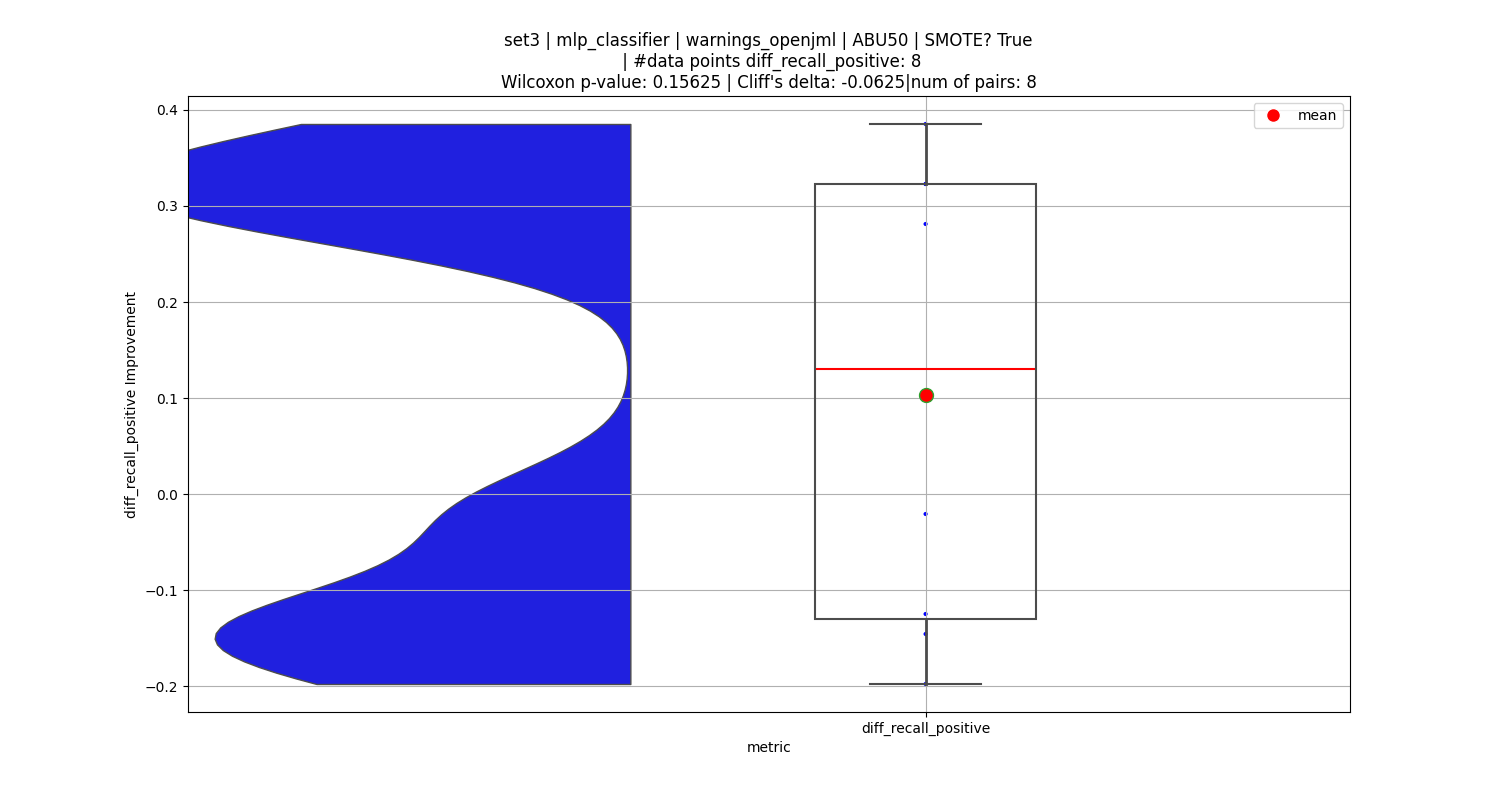 set3 | mlp_classifier | warnings_openjml | ABU50 | SMOTE? True
| #data points diff_recall_positive: 8
Wilcoxon p-value: 0.15625 | Cliff's delta: -0.0625|num of pairs: 8
mean
0.4
0.3
0.2
0.1
0.0
−0.1
−0.2
diff_recall_positive Improvement
diff_recall_positive
metric